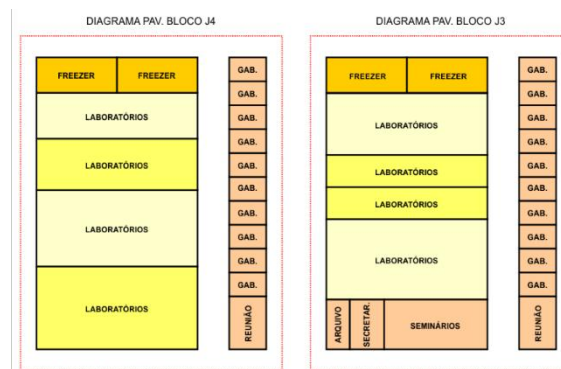 DIAGRAMA PAV. BLOCO J4
FREEZER
FREEZER
LABORATÓRIOS
LABORATÓRIOS
LABORATÓRIOS
LABORATÓRIOS
GAB.
GAB.
GAB.
GAB.
GAB.
GAB.
GAB.
GAB.
GAB.
GAB.
REUNIÃO
DIAGRAMA PAV. BLOCO J3
FREEZER
FREEZER
LABORATÓRIOS
LABORATÓRIOS
LABORATÓRIOS
LABORATÓRIOS
ARQUIVO
SECRETAR.
SEMINÁRIOS
GAB.
GAB.
GAB.
GAB.
GAB.
GAB.
GAB.
GAB.
GAB.
GAB.
REUNIÃO